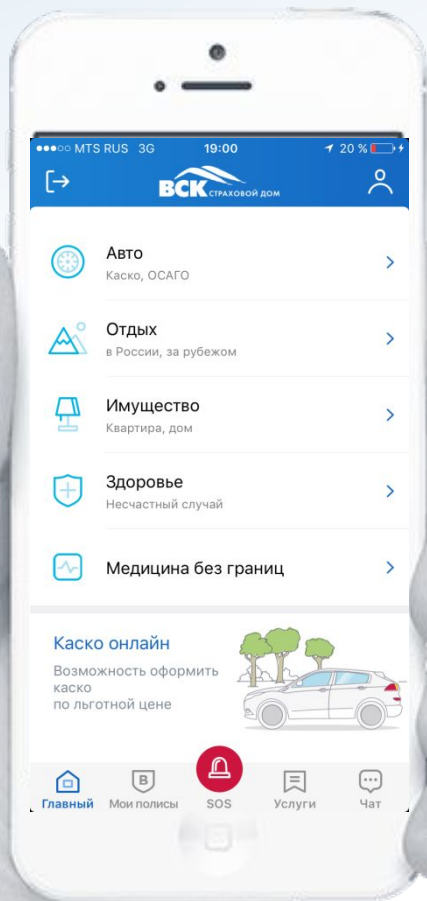 MTS RUS 3G 19:00 20 %
ВСК СТРАХОВОЙ ДОМ
Авто
Каско, ОСАГО
Отдых
в России, за рубежом
Имущество
Квартира, дом
Здоровье
Несчастный случай
Медицина без границ
Каско онлайн
Возможность оформить
каско
по льготной цене
В
SOS
Главный Мои полисы Услуги Чат